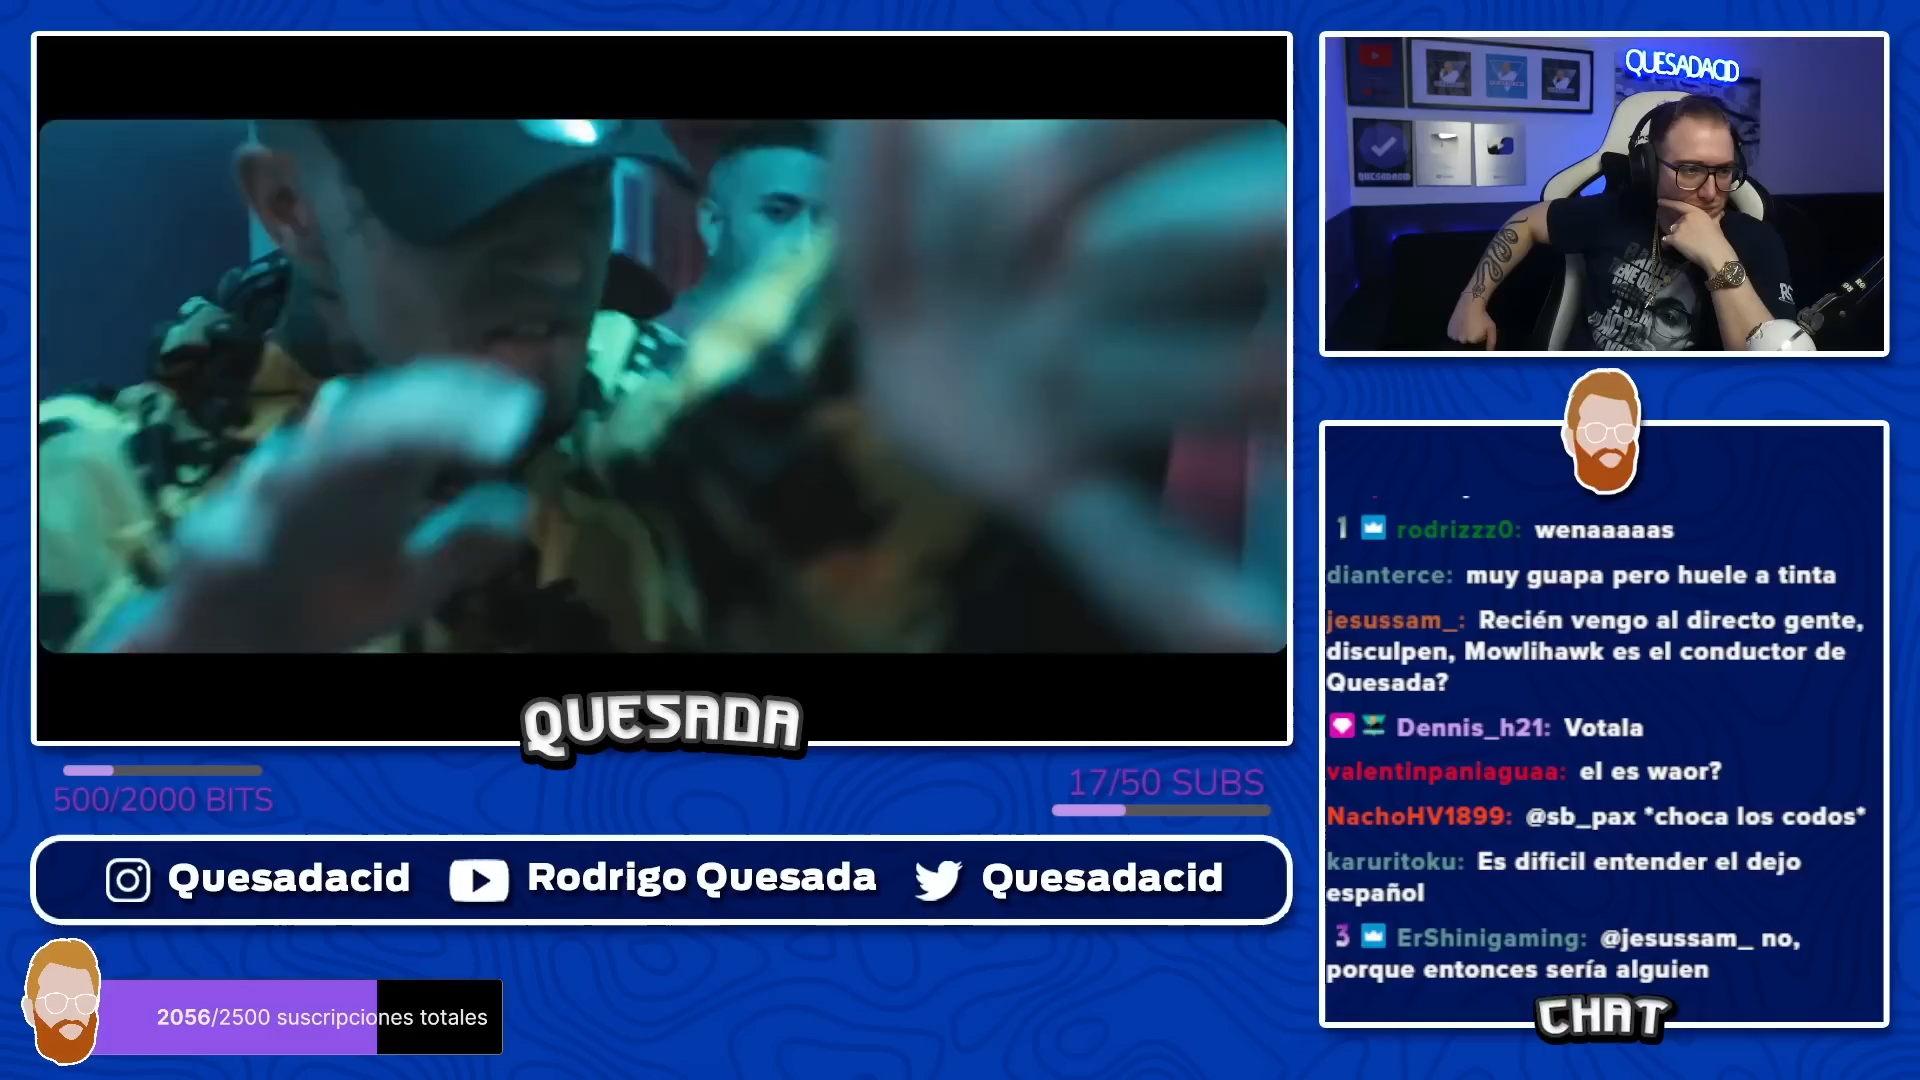 QUESADACID
QUESADACID
QUESADA
500/2000 BITS
17/50 SUBS
Quesadacid
Rodrigo Quesada
Quesadacid
2056/2500 suscripciones totales
1 rodrizzz0: wenaaaaas
dianterce: muy guapa pero huele a tinta
jesussam_: Recién vengo al directo gente,
disculpen, Mowlihawk es el conductor de
Quesada?
Dennis_h21: Votala
valentinpaniaguaa: el es waor?
NachoHV1899: @sb_pax *choca los codos*
karuritoku: Es dificil entender el dejo
español
3 ErShinigaming: @jesussam_ no,
porque entonces sería alguien
CHAT